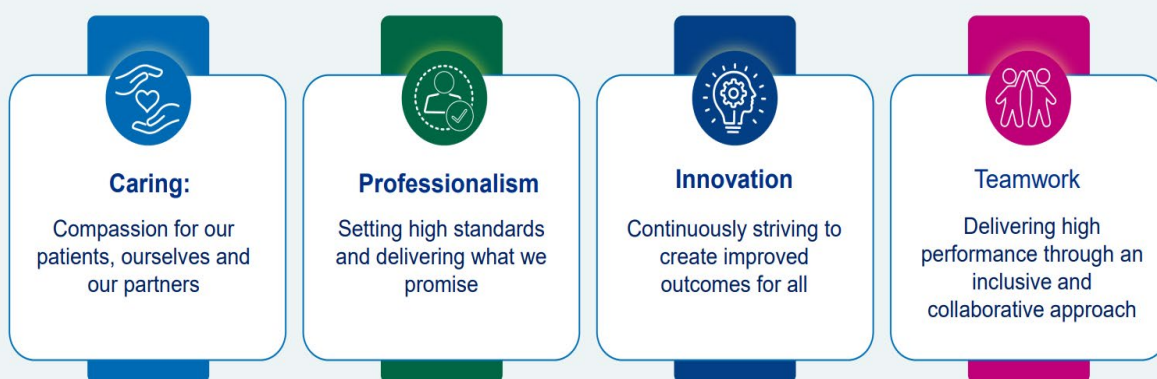 Caring:
Compassion for our
patients, ourselves and
our partners
Professionalism
Setting high standards
and delivering what we
promise
Innovation
Continuously striving to
create improved
outcomes for all
Teamwork
Delivering high
performance through an
inclusive and
collaborative approach